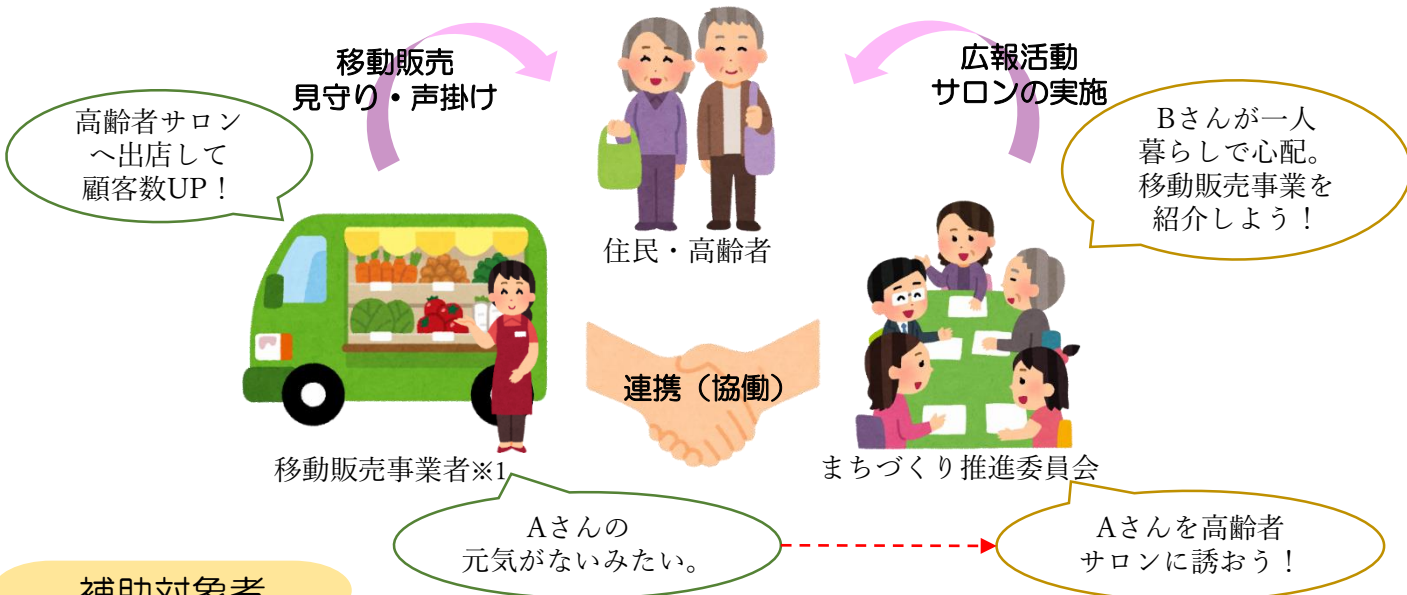 移動販売
見守り・声掛け
広報活動
サロンの実施
高齢者サロン
へ出店して
顧客数UP！
Bさんが一人
暮らしで心配。
移動販売事業を
紹介しよう！
住民・高齢者
連携（協働）
移動販売事業者※1
まちづくり推進委員会
Aさんの
元気がないみたい。
Aさんを高齢者
サロンに誘おう！
補助対象者